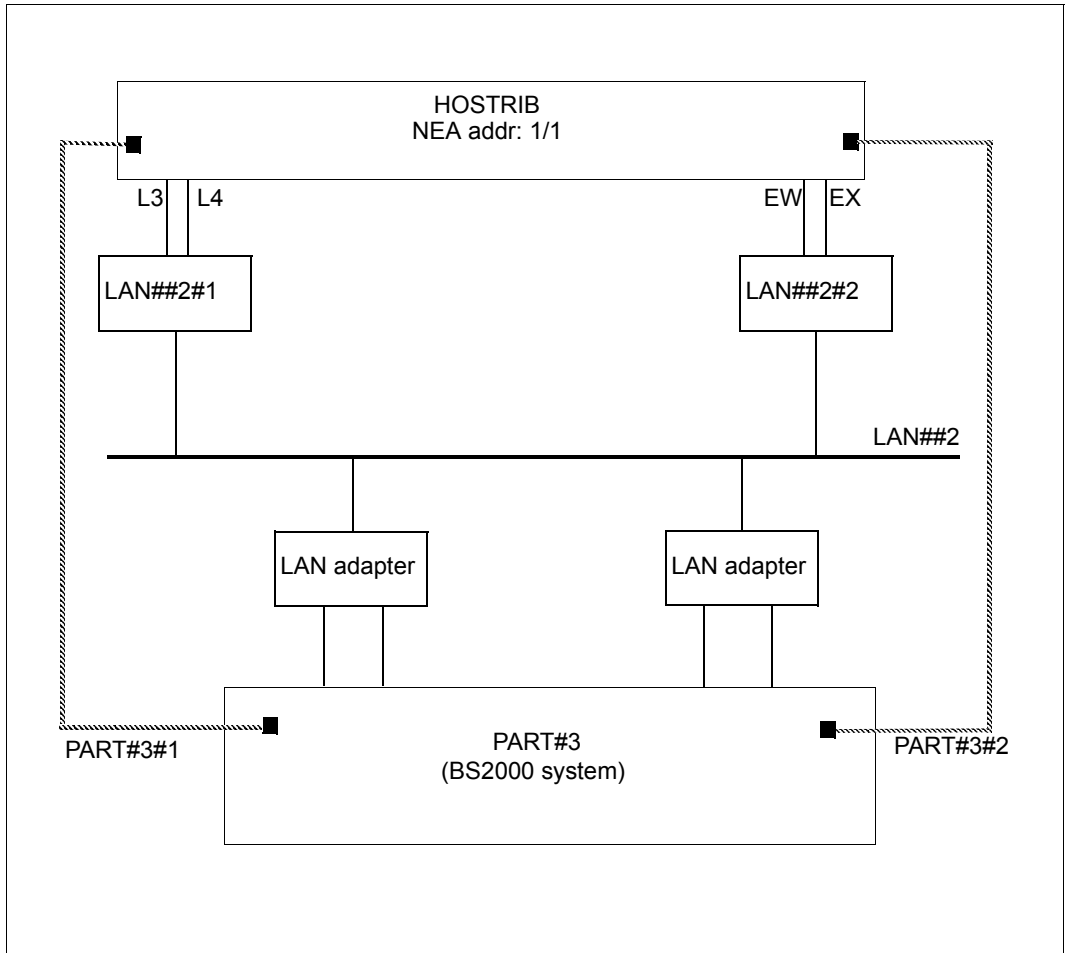 HOSTRIB
NEA addr: 1/1
L3 L4
EW EX
LAN##2#1
LAN##2#2
LAN##2
LAN adapter
LAN adapter
PART#3#1
PART#3
(BS2000 system)
PART#3#2